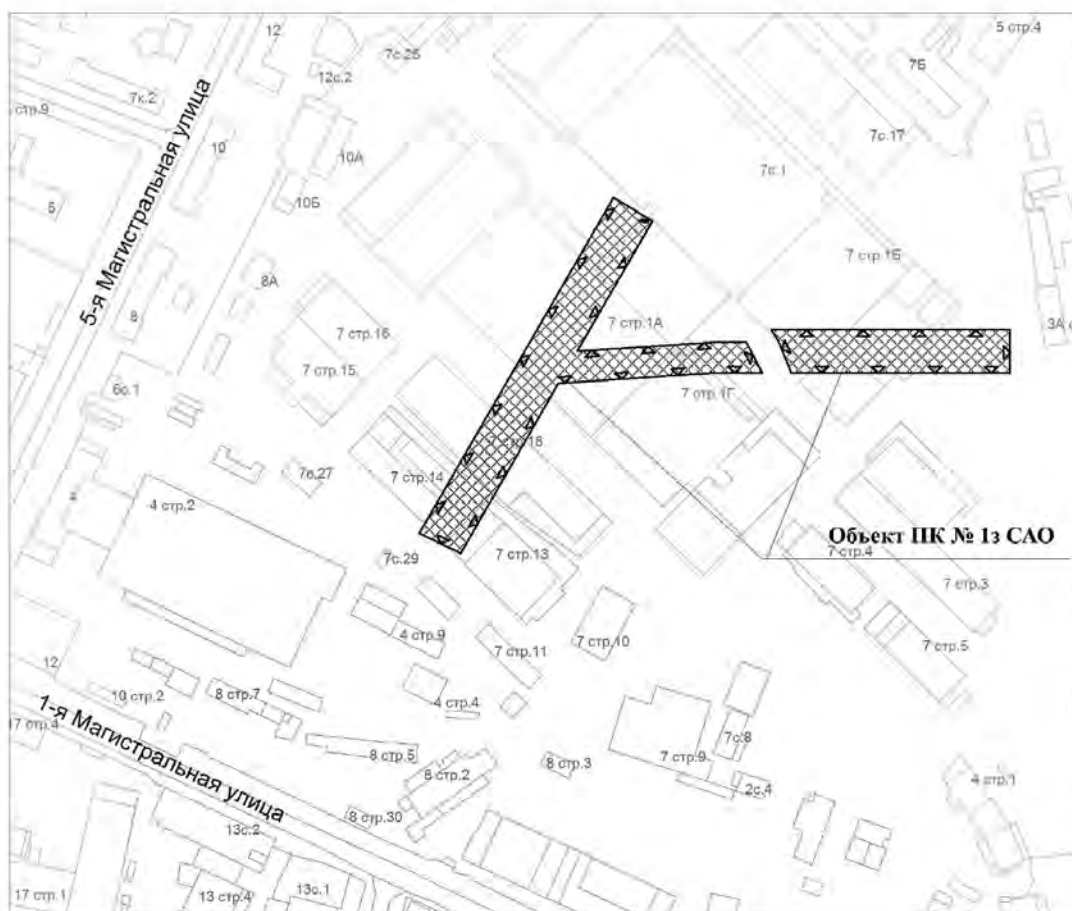 12
5 стр.4
7с.25
7Б
12с.2
7к.2
стр.9
7с.17
10
10А
5-я Магистральная улица
10Б
7 стр.1Б
8А
8
7 стр.16
7 стр.1А
7 стр.15
6с.1
7 стр.1Г
7 стр.18
7 стр.14
4 стр.2
Объект ПК № 1з САО
7 стр.13
7 стр.4
7с.29
7 стр.3
4 стр.9
7 стр.10
7 стр.11
7 стр.5
12
10 стр.2
8 стр.7
4 стр.4
1-я Магистральная улица
17 стр.4
7с.8
8 стр.5
7 стр.9
8 стр.3
8 стр.2
2с.4
4 стр.1
8 стр.30
13с.2
17 стр.1
13 стр.4
13с.1